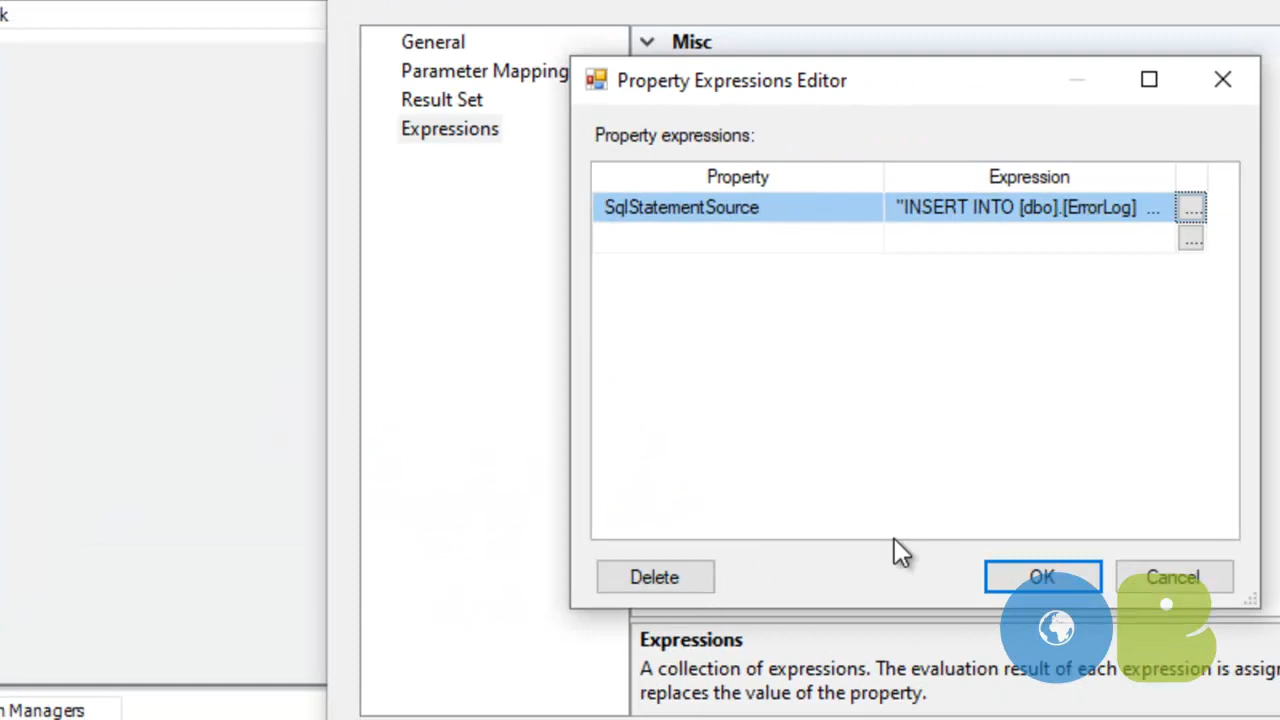 k
General
Parameter Mapping
Result Set
Expressions
Misc
Property Expressions Editor
Property expressions:
Property Expression
SqlStatementSource "INSERT INTO [dbo].[ErrorLog] ... ....
....
Delete OK Cancel
Expressions
A collection of expressions. The evaluation result of each expression is
replaces the value of the property.
Managers